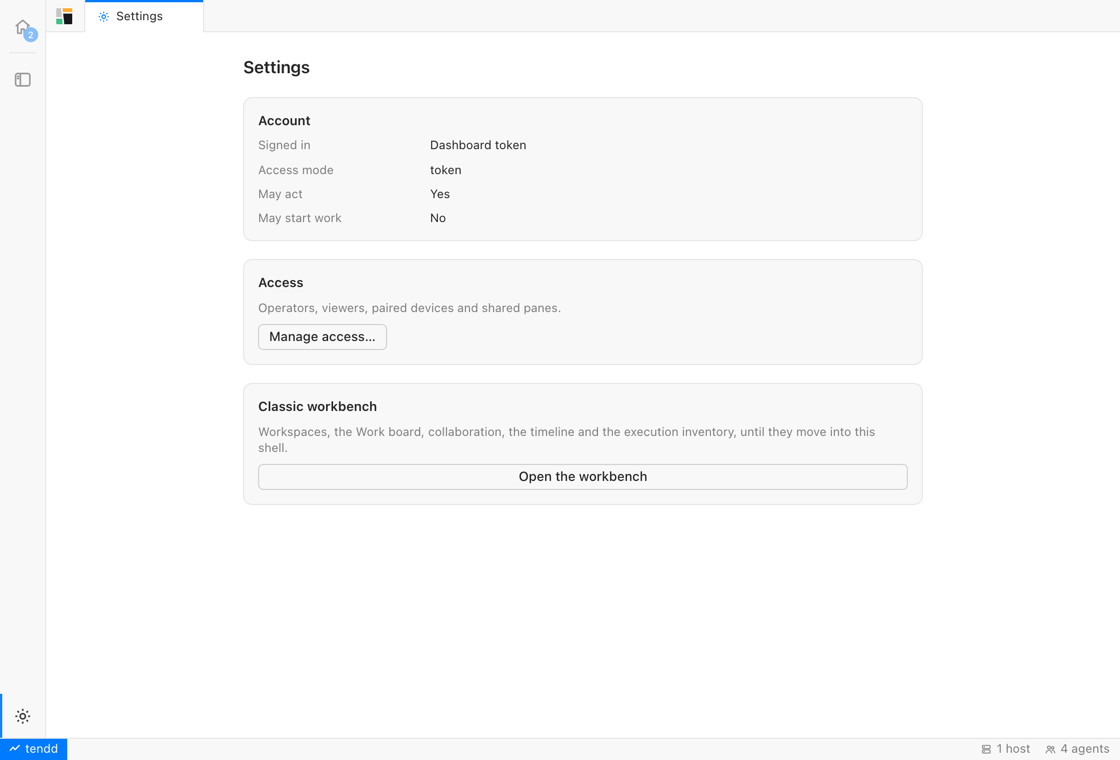 Settings
2
Settings
Account
Signed in Dashboard token
Access mode token
May act Yes
May start work No
Access
Operators, viewers, paired devices and shared panes.
Manage access...
Classic workbench
Workspaces, the Work board, collaboration, the timeline and the execution inventory, until they move into this
shell.
Open the workbench
tendd 1 host 4 agents